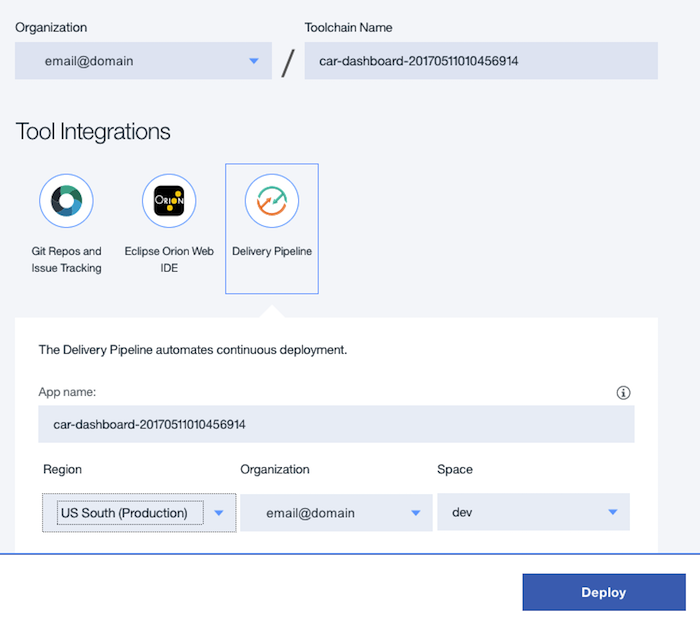 Organization
Toolchain Name
email@domain
/
car-dashboard-20170511010456914
Tool Integrations
ORION
Git Repos and
Issue Tracking
Eclipse Orion Web
IDE
Delivery Pipeline
The Delivery Pipeline automates continuous deployment.
App name:
car-dashboard-20170511010456914
Region
Organization
Space
US South (Production)
email@domain
dev
Deploy